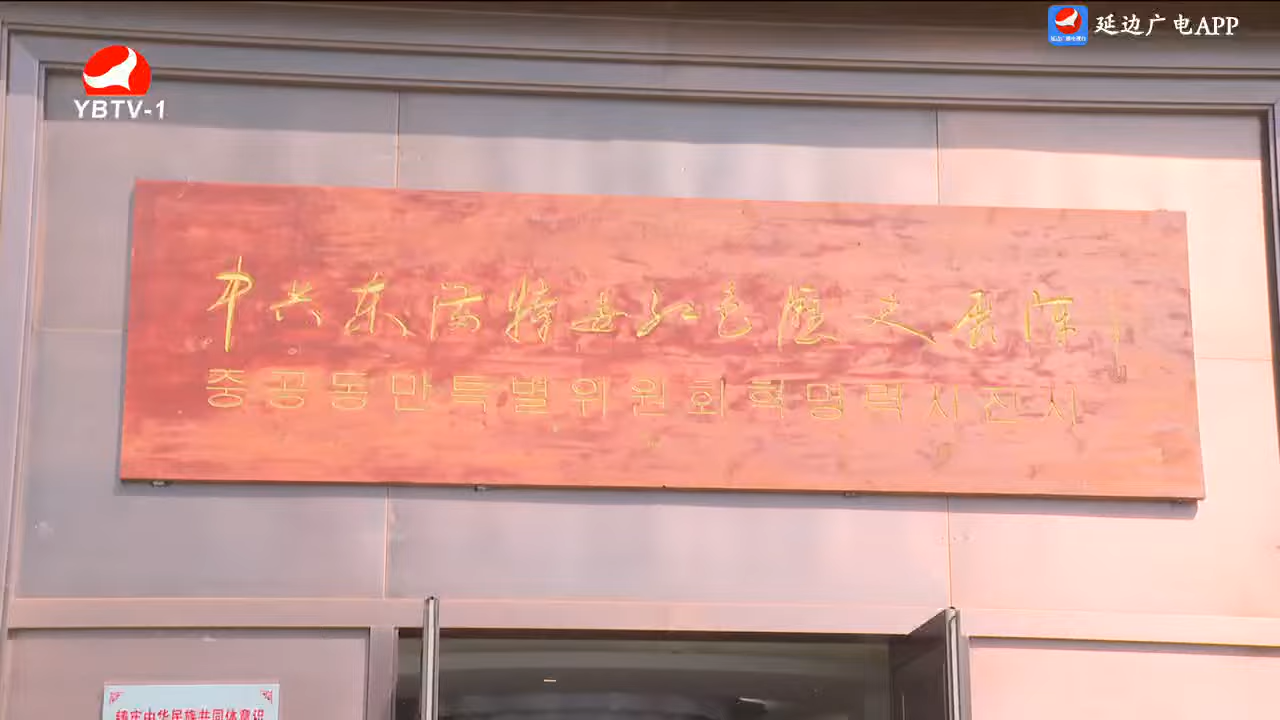 延边广电APP
YBTV-1
中共东满特委红色歷史展陈
중공동만특별위원회혁명력사전시
铸牢中华民族共同体意识